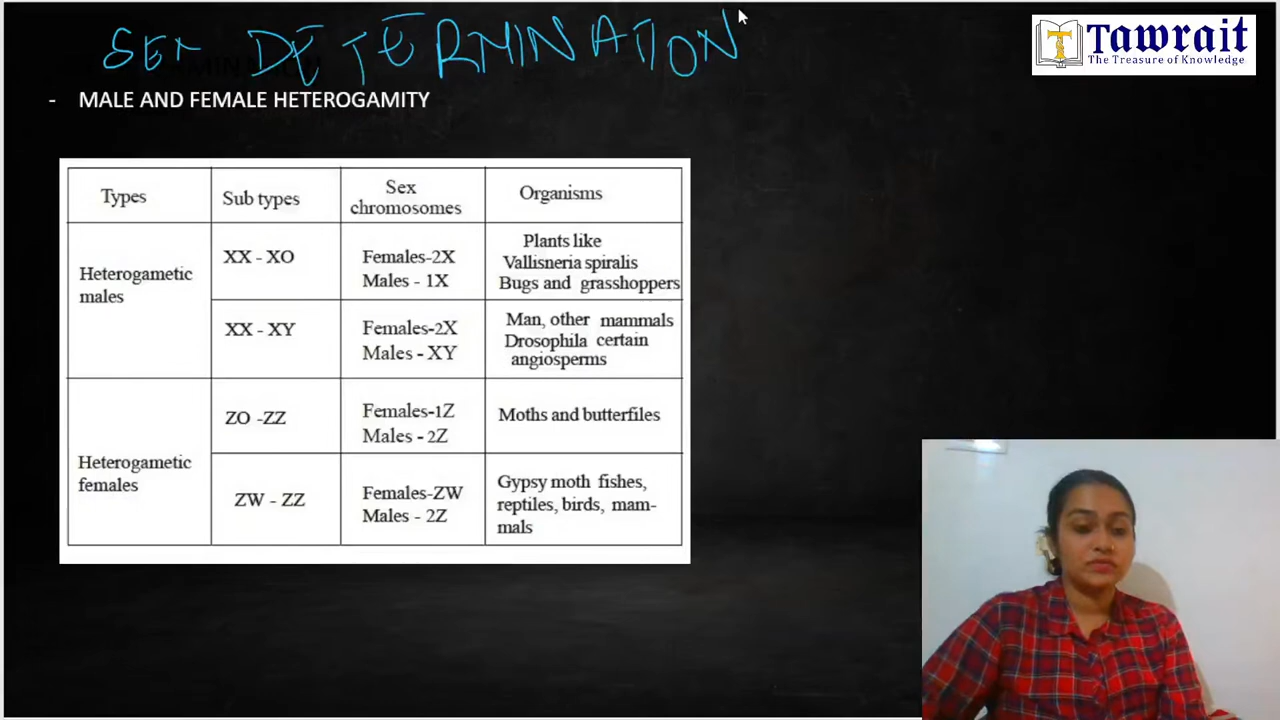 SEX DETERMINATION
Tawrait
The Treasure of Knowledge
- MALE AND FEMALE HETEROGAMITY
Types
Sub types
Sex
chromosomes
Organisms
Heterogametic
males
XX - XO
Females-2X
Males - 1X
Plants like
Vallisneria spiralis
Bugs and grasshoppers
XX - XY
Females-2X
Males - XY
Man, other mammals
Drosophila certain
angiosperms
Heterogametic
females
ZO -ZZ
Females-1Z
Males - 2Z
Moths and butterfiles
ZW - ZZ
Females-ZW
Males - 2Z
Gypsy moth fishes,
reptiles, birds, mam-
mals